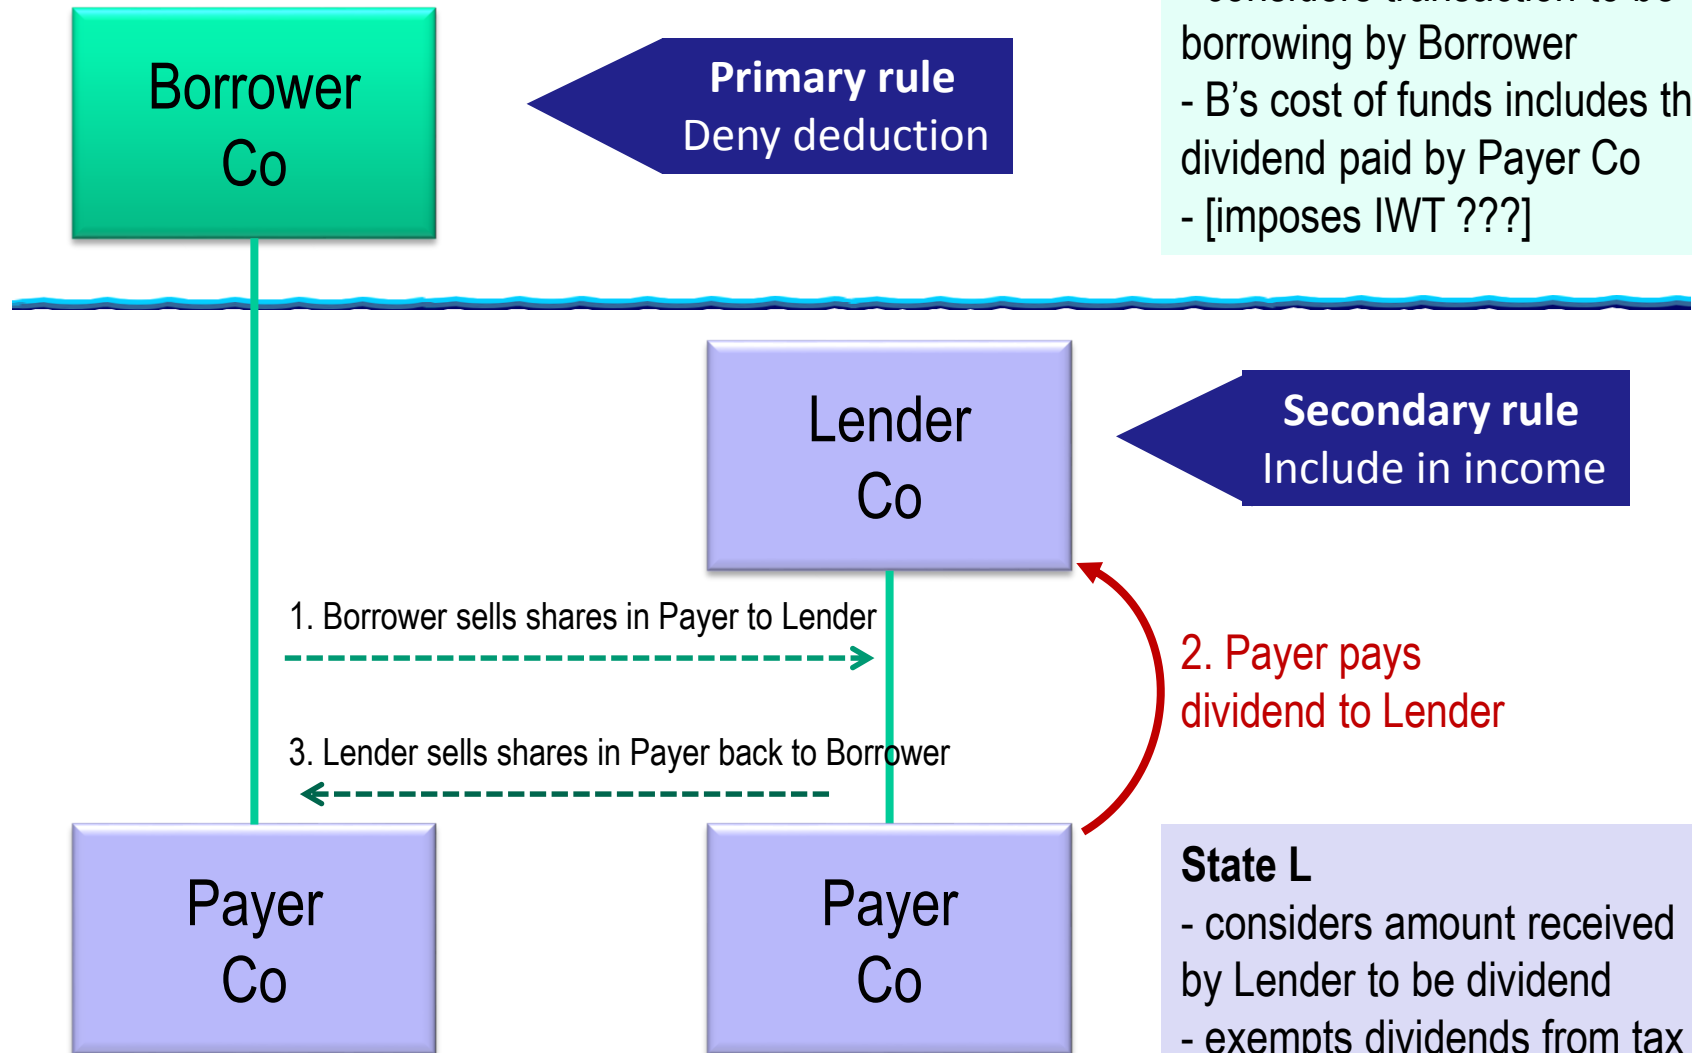 Borrower
Co
Primary rule
Deny deduction
borrowing by Borrower
- B's cost of funds includes
dividend paid by Payer Co
- [imposes IWT ???]
Lender
Co
Secondary rule
Include in income
1. Borrower sells shares in Payer to Lender
2. Payer pays
dividend to Lender
3. Lender sells shares in Payer back to Borrower
Payer
Co
Payer
Co
State L
- considers amount received
by Lender to be dividend
- exempts dividends from tax